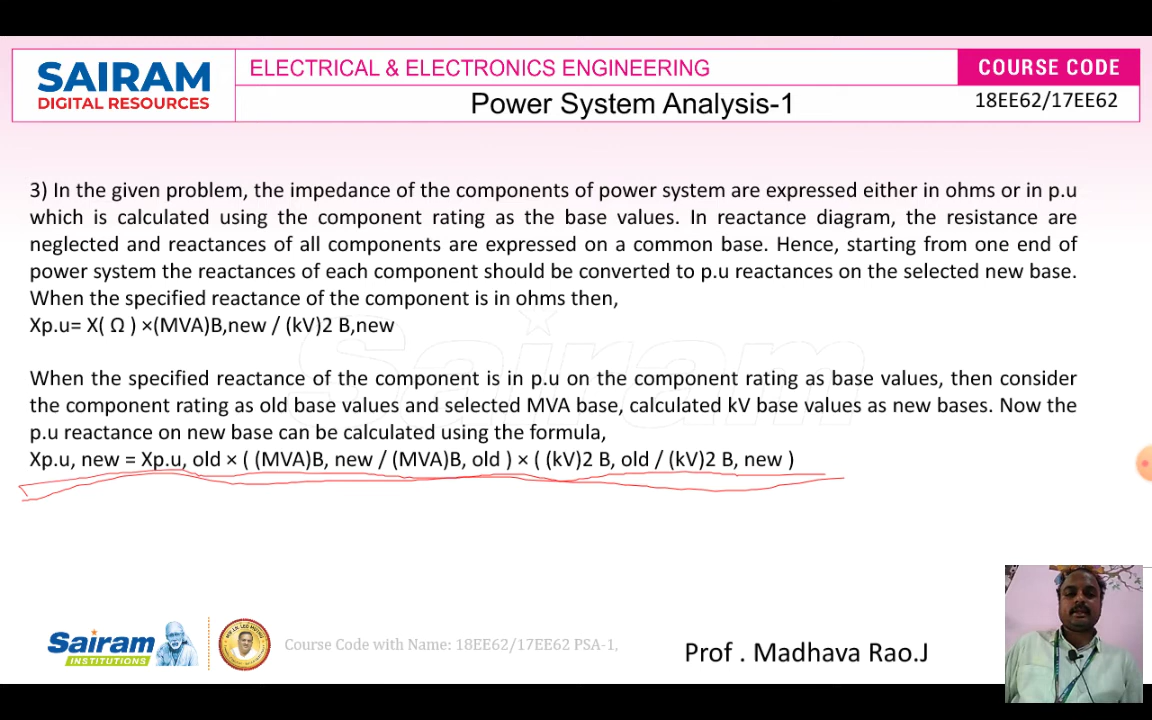 SAIRAM
DIGITAL RESOURCES
ELECTRICAL & ELECTRONICS ENGINEERING
COURSE CODE
Power System Analysis-1
18EE62/17EE62
3) In the given problem, the impedance of the components of power system are expressed either in ohms or in p.u
which is calculated using the component rating as the base values. In reactance diagram, the resistance are
neglected and reactances of all components are expressed on a common base. Hence, starting from one end of
power system the reactances of each component should be converted to p.u reactances on the selected new base.
When the specified reactance of the component is in ohms then,
Xp.u= X( Ω ) ×(MVA)B,new / (kV)2 B,new
When the specified reactance of the component is in p.u on the component rating as base values, then consider
the component rating as old base values and selected MVA base, calculated kV base values as new bases. Now the
p.u reactance on new base can be calculated using the formula,
Xp.u, new = Xp.u, old × ( (MVA)B, new / (MVA)B, old ) × ( (kV)2 B, old / (kV)2 B, new )
Sairam
Sairam
INSTITUTIONS
Course Code with Name: 18EE62/17EE62 PSA-1,
Prof . Madhava Rao.J